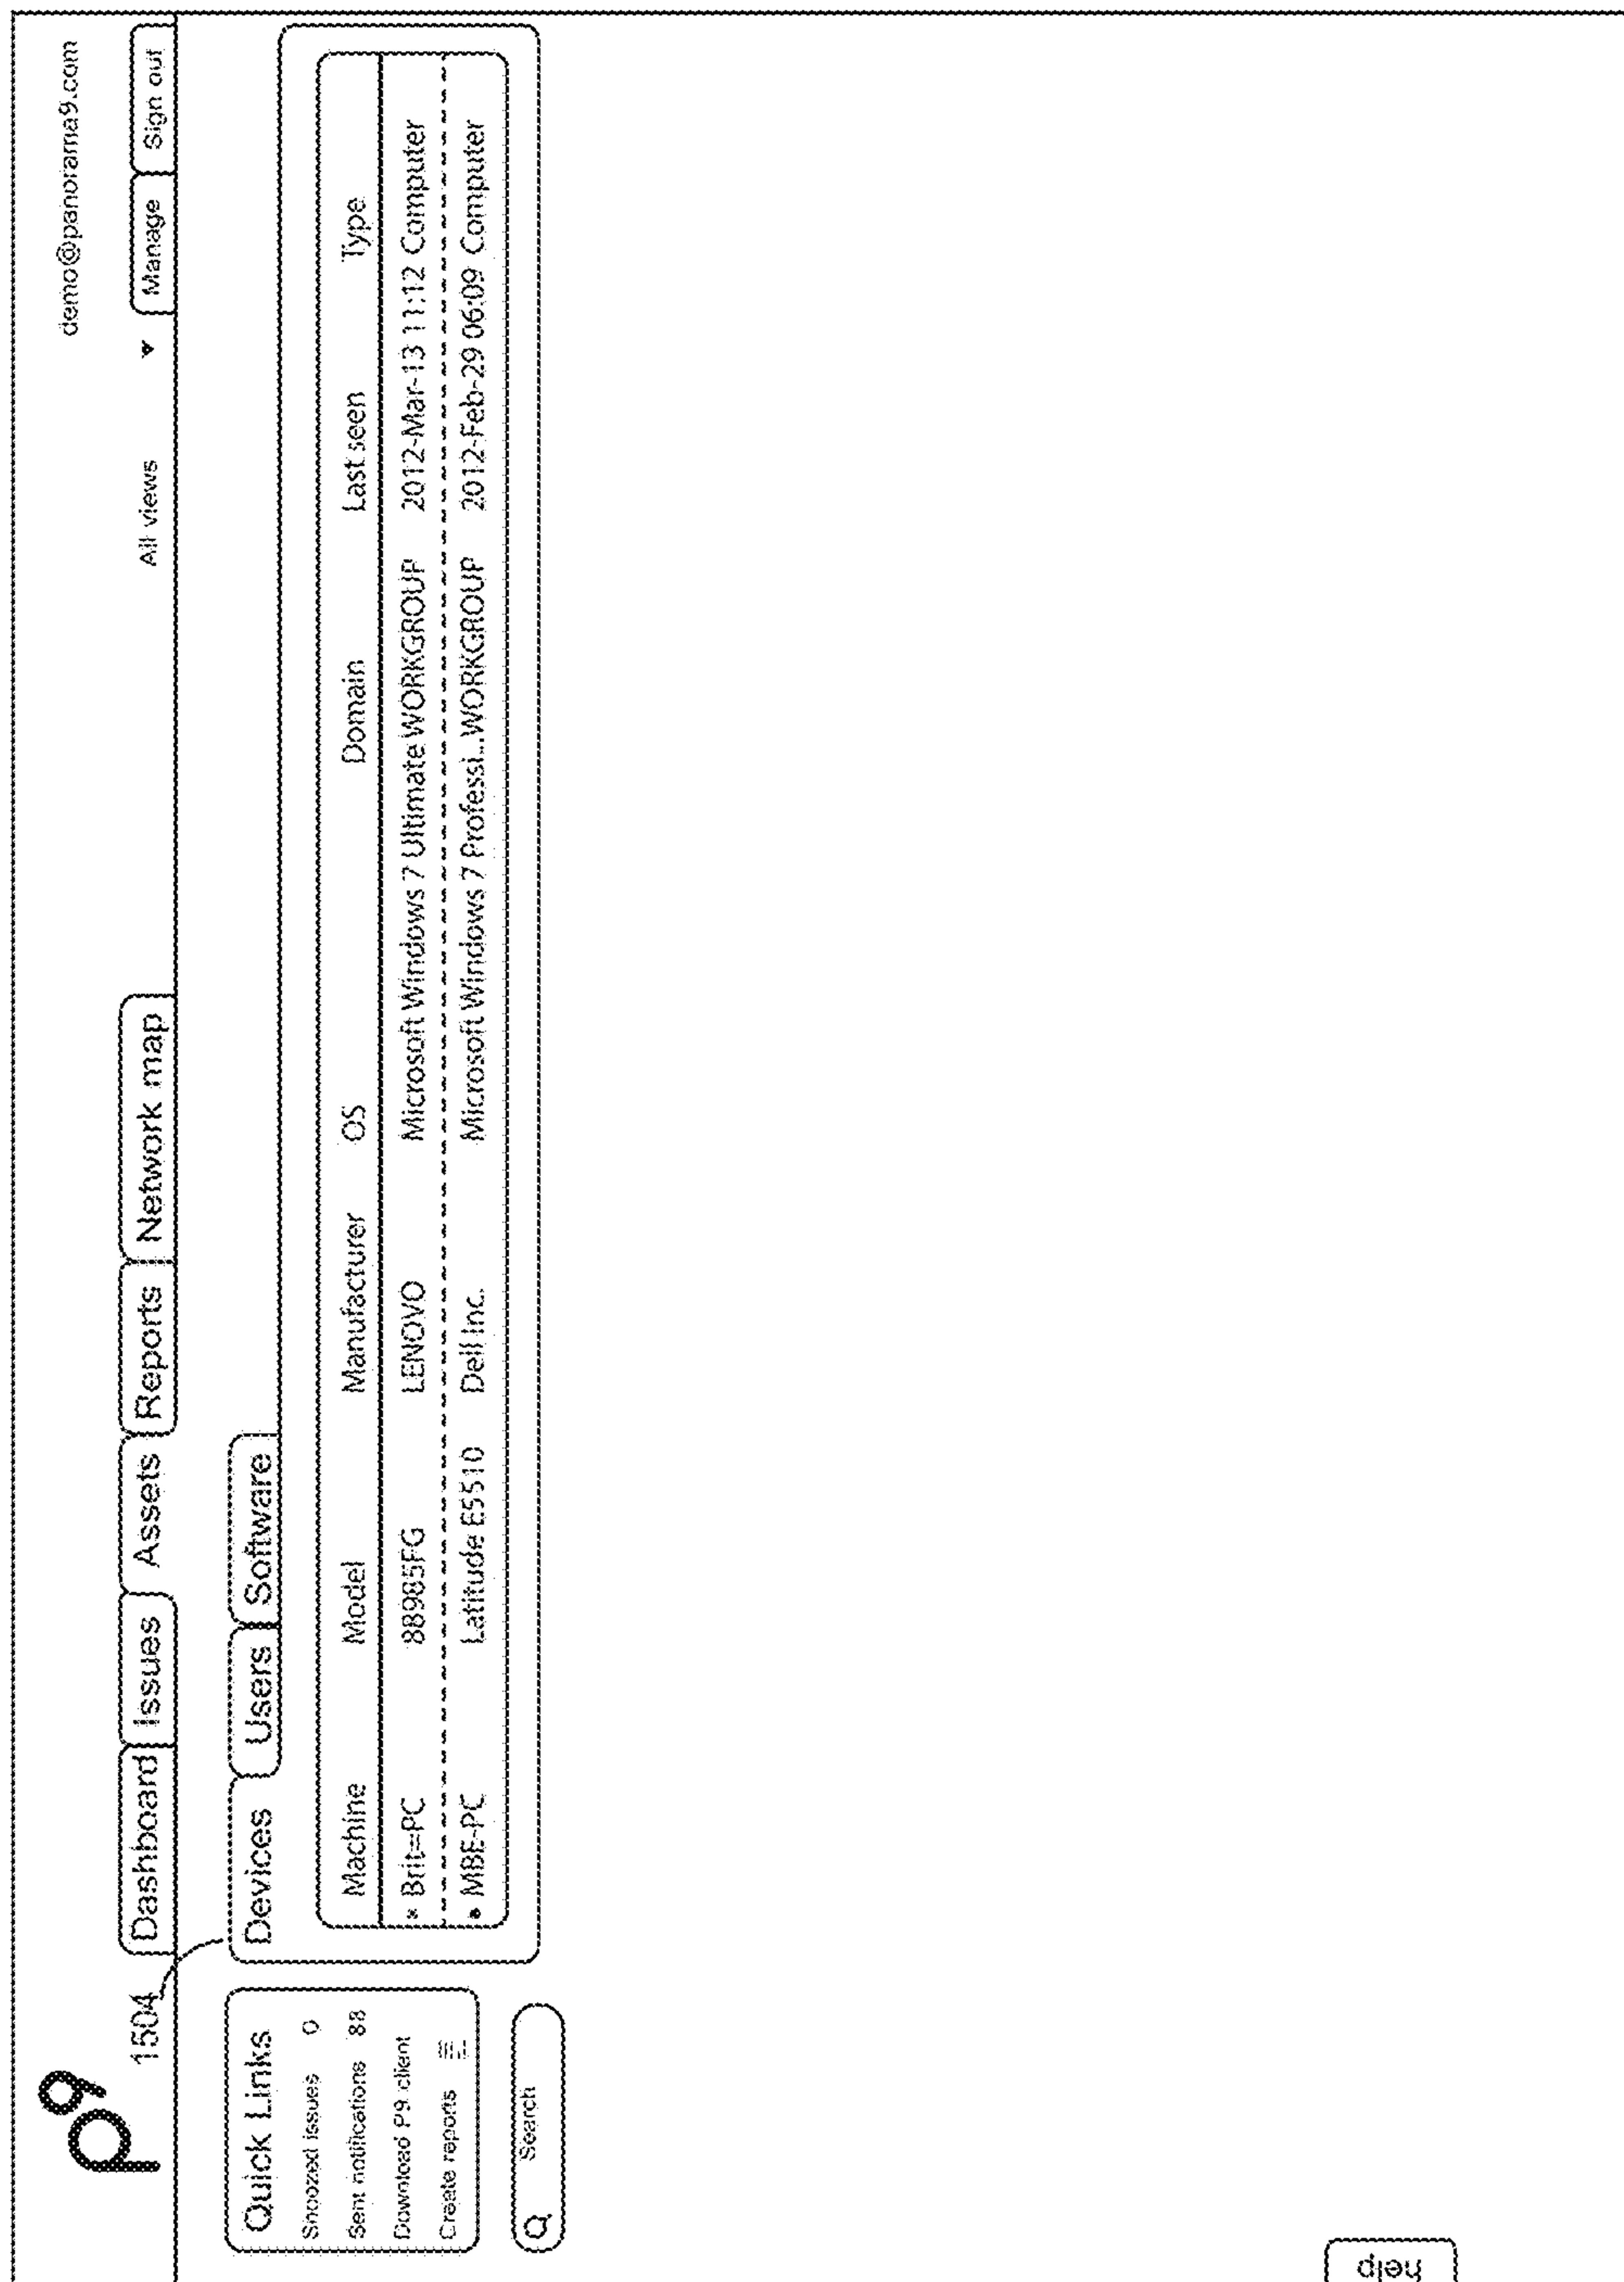 demo@panorama9.com
p9
1504
Dashboard Issues Assets Reports Network map All views Manage Sign out
Quick Links
Snoozed issues 0
Sent notifications 88
Download P9 client
Create reports
Search
Devices Users Software
Machine Model Manufacturer OS Domain Last seen Type
* Brit=PC 88985FG LENOVO Microsoft Windows 7 Ultimate WORKGROUP 2012-Mar-13 11:12 Computer
• MBE-PC Latitude E5510 Dell Inc. Microsoft Windows 7 Professi...WORKGROUP 2012-Feb-29 06:09 Computer
help